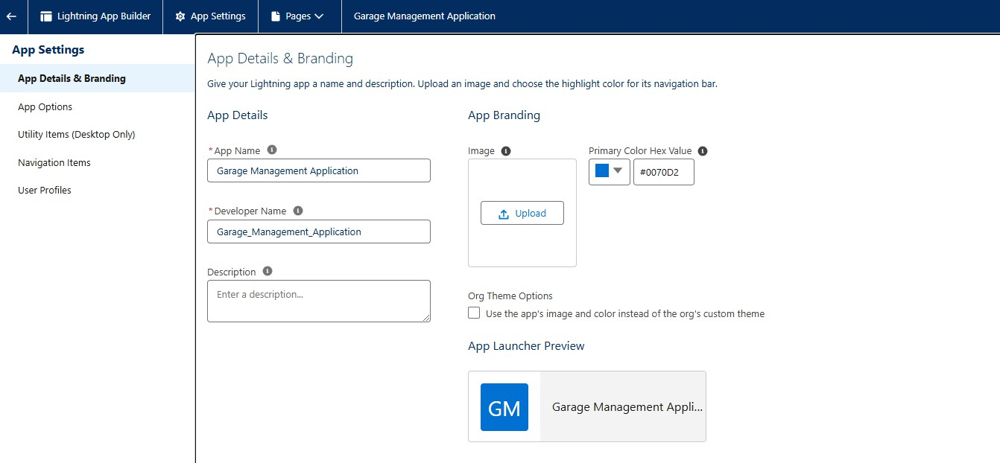 Lightning App Builder
App Settings
Pages
Garage Management Application
App Settings
App Details & Branding
App Options
Utility Items (Desktop Only)
Navigation Items
User Profiles
App Details & Branding
Give your Lightning app a name and description. Upload an image and choose the highlight color for its navigation bar.
App Details
* App Name
Garage Management Application
* Developer Name
Garage_Management_Application
Description
Enter a description...
App Branding
Image
Upload
Primary Color Hex Value
#0070D2
Org Theme Options
Use the app's image and color instead of the org's custom theme
App Launcher Preview
GM
Garage Management Appli...